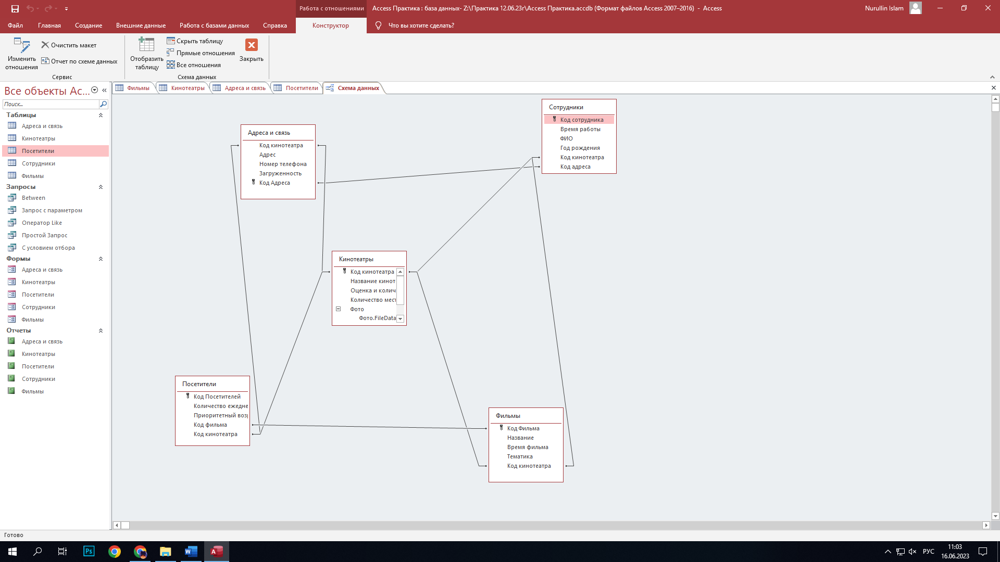 Работа с отношениями
Access Практика : база данных- Z:\Практика 12.06.23г\Access Практика.accdb (Формат файлов Access 2007–2016) - Access
Nurullin Islam
Файл
Главная
Создание
Внешние данные
Работа с базами данных
Справка
Конструктор
Что вы хотите сделать?
Изменить
отношения
Очистить макет
Отчет по схеме данных
Сервис
Отобразить
таблицу
Скрыть таблицу
Прямые отношения
Все отношения
Закрыть
Схема данных
Все объекты Ac...
Поиск...
Таблицы
Адреса и связь
Кинотеатры
Посетители
Сотрудники
Фильмы
Запросы
Between
Запрос с параметром
Оператор Like
Простой Запрос
С условием отбора
Формы
Адреса и связь
Кинотеатры
Посетители
Сотрудники
Фильмы
Отчеты
Адреса и связь
Кинотеатры
Посетители
Сотрудники
Фильмы
Фильмы
Кинотеатры
Адреса и связь
Посетители
Схема данных
Сотрудники
Код сотрудника
Время работы
ФИО
Год рождения
Код кинотеатра
Код адреса
Адреса и связь
Код кинотеатра
Адрес
Номер телефона
Загруженность
Код Адреса
Кинотеатры
Код кинотеатра
Название кинот
Оценка и колич
Количество мест
Фото
Фото.FileData
Посетители
Код Посетителей
Количество ежедне
Приоритетный воз
Код фильма
Код кинотеатра
Фильмы
Код Фильма
Название
Время фильма
Тематика
Код кинотеатра
Готово
Ps
W
A
РУС
11:03
16.06.2023